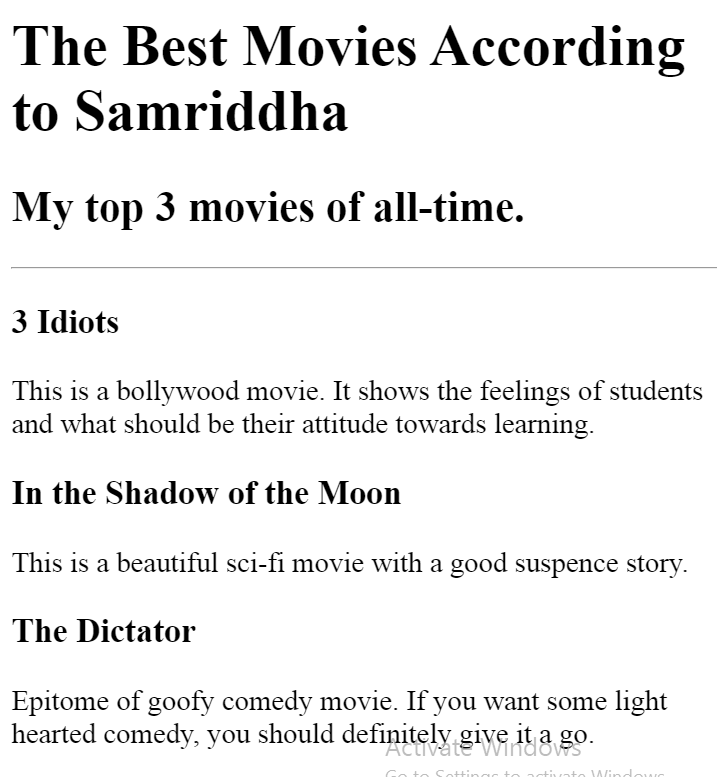 The Best Movies According
to Samriddha
My top 3 movies of all-time.
3 Idiots
This is a bollywood movie. It shows the feelings of students
and what should be their attitude towards learning.
In the Shadow of the Moon
This is a beautiful sci-fi movie with a good suspence story.
The Dictator
Epitome of goofy comedy movie. If you want some light
hearted comedy, you should definitely give it a go.
Activate Windows
Go to Settings to activate Windows.